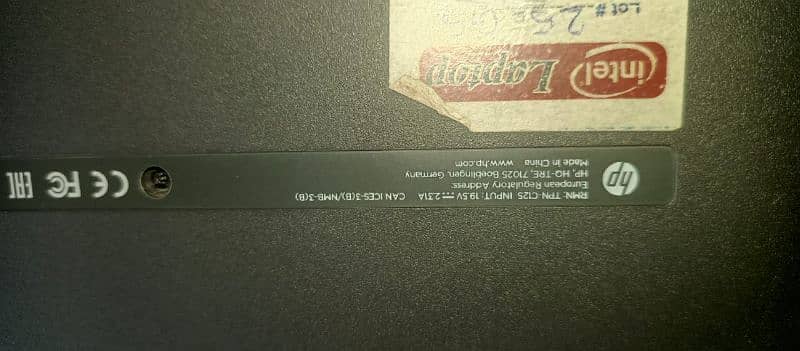 Lot #
intel Laptop
hp
RMN: TPN-C125 INPUT: 19.5V⎓2.31A CAN ICES-3(B)/NMB-3(B)
European Regulatory Address:
HP, HQ-TRE, 71025 Boeblingen, Germany
Made in China www.hp.com
CE FC EAC